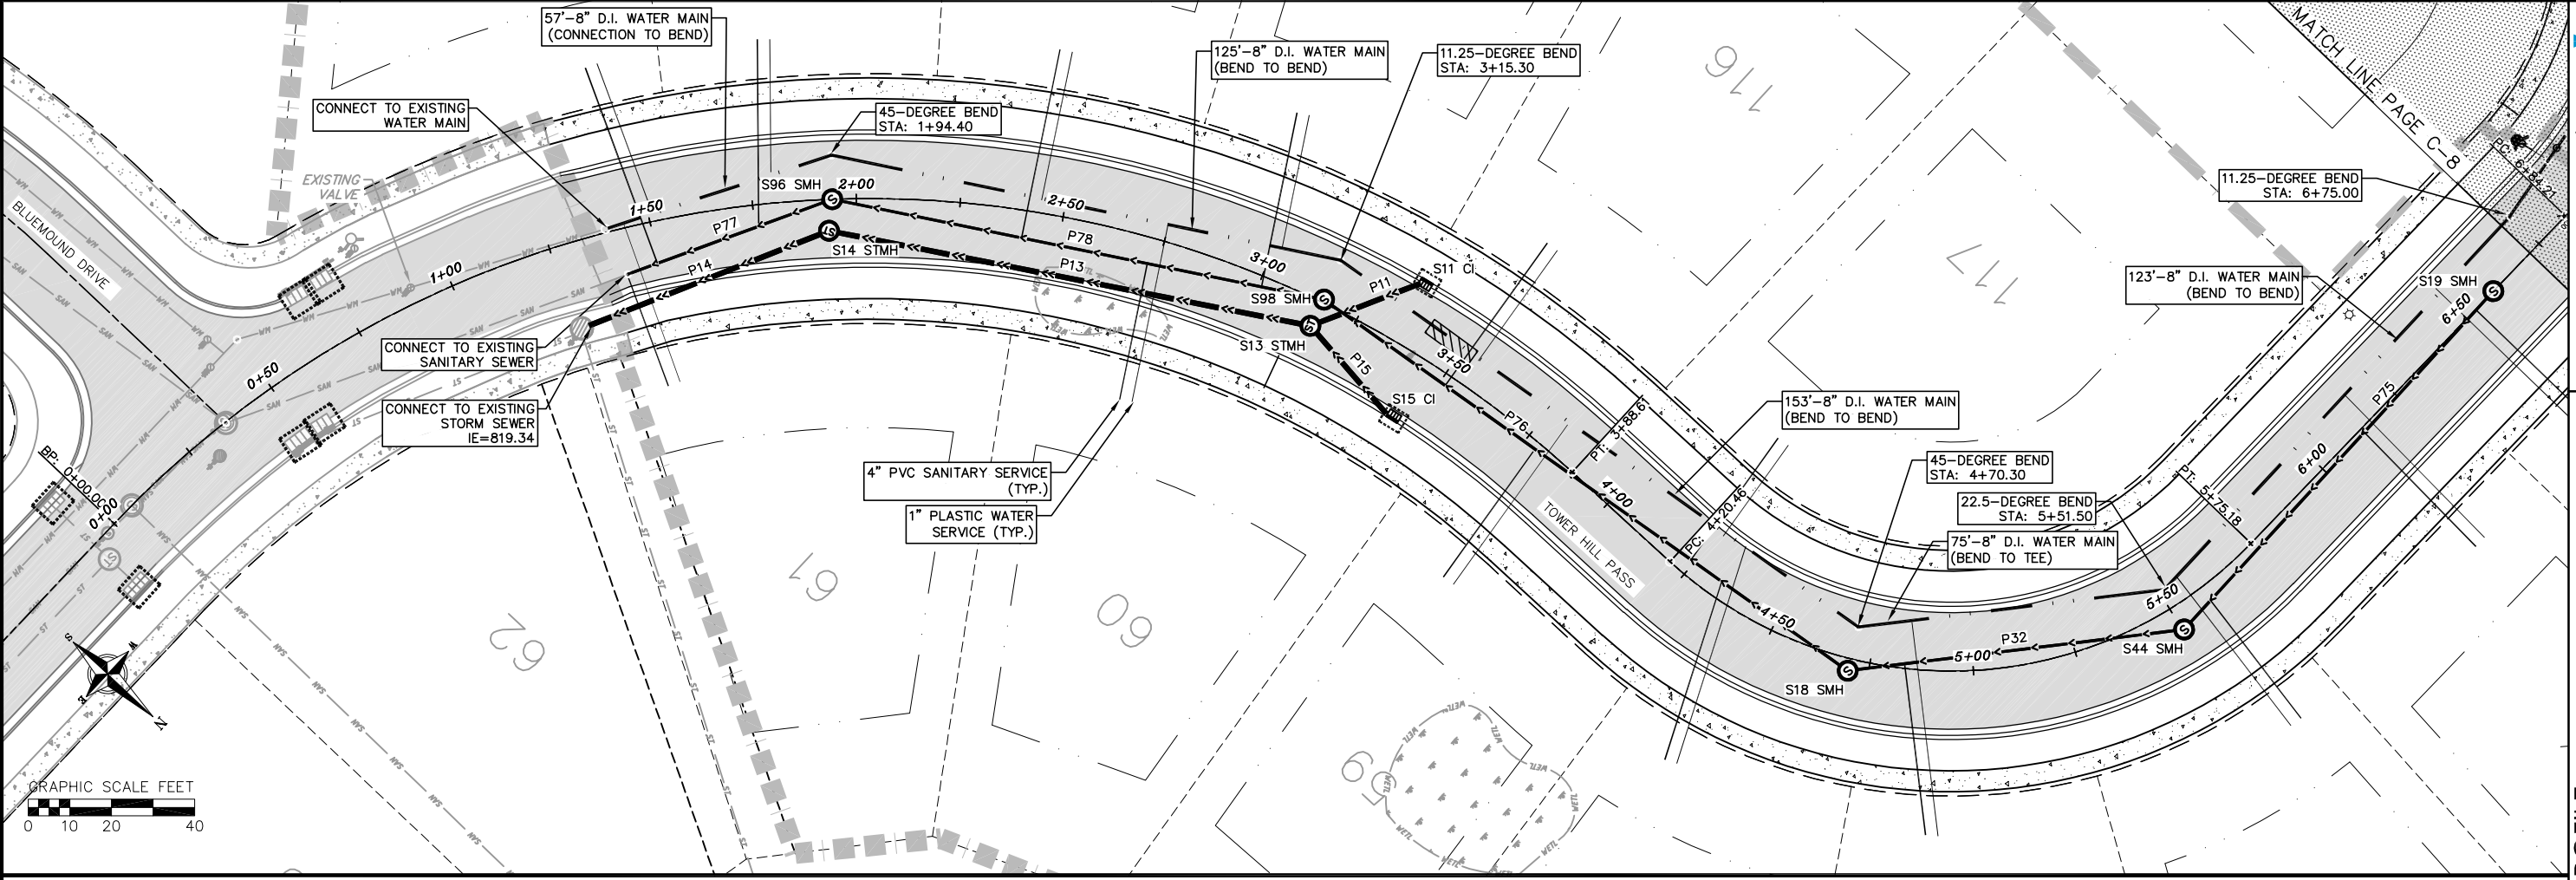 57'-8" D.I. WATER MAIN
(CONNECTION TO BEND)
125'-8" D.I. WATER MAIN
(BEND TO BEND)
11.25-DEGREE BEND
STA: 3+15.30
116
MATCH LINE PAGE C-8
CONNECT TO EXISTING
WATER MAIN
45-DEGREE BEND
STA: 1+94.40
EXISTING
VALVE
PC: 6+84.21
11.25-DEGREE BEND
STA: 6+75.00
BLUEMOUND DRIVE
S96 SMH
2+00
1+50
2+50
P77
P78
S14 STMH
P14
P13
3+00
S11 CI
P11
S98 SMH
S13 STMH
P15
3+50
S15 CI
117
123'-8" D.I. WATER MAIN
(BEND TO BEND)
S19 SMH
6+50
P75
1+00
0+50
CONNECT TO EXISTING
SANITARY SEWER
CONNECT TO EXISTING
STORM SEWER
IE=819.34
BP: 0+00.00
0+00
4" PVC SANITARY SERVICE
(TYP.)
1" PLASTIC WATER
SERVICE (TYP.)
P76
PT: 3+88.61
4+00
153'-8" D.I. WATER MAIN
(BEND TO BEND)
45-DEGREE BEND
STA: 4+70.30
22.5-DEGREE BEND
STA: 5+51.50
75'-8" D.I. WATER MAIN
(BEND TO TEE)
6+00
PT: 5+75.18
PC: 4+20.46
TOWER HILL PASS
4+50
5+00
P32
5+50
S44 SMH
S18 SMH
62
61
60
59
WM
SAN
ST
WETL
S
W
E
N
GRAPHIC SCALE FEET
0 10 20 40